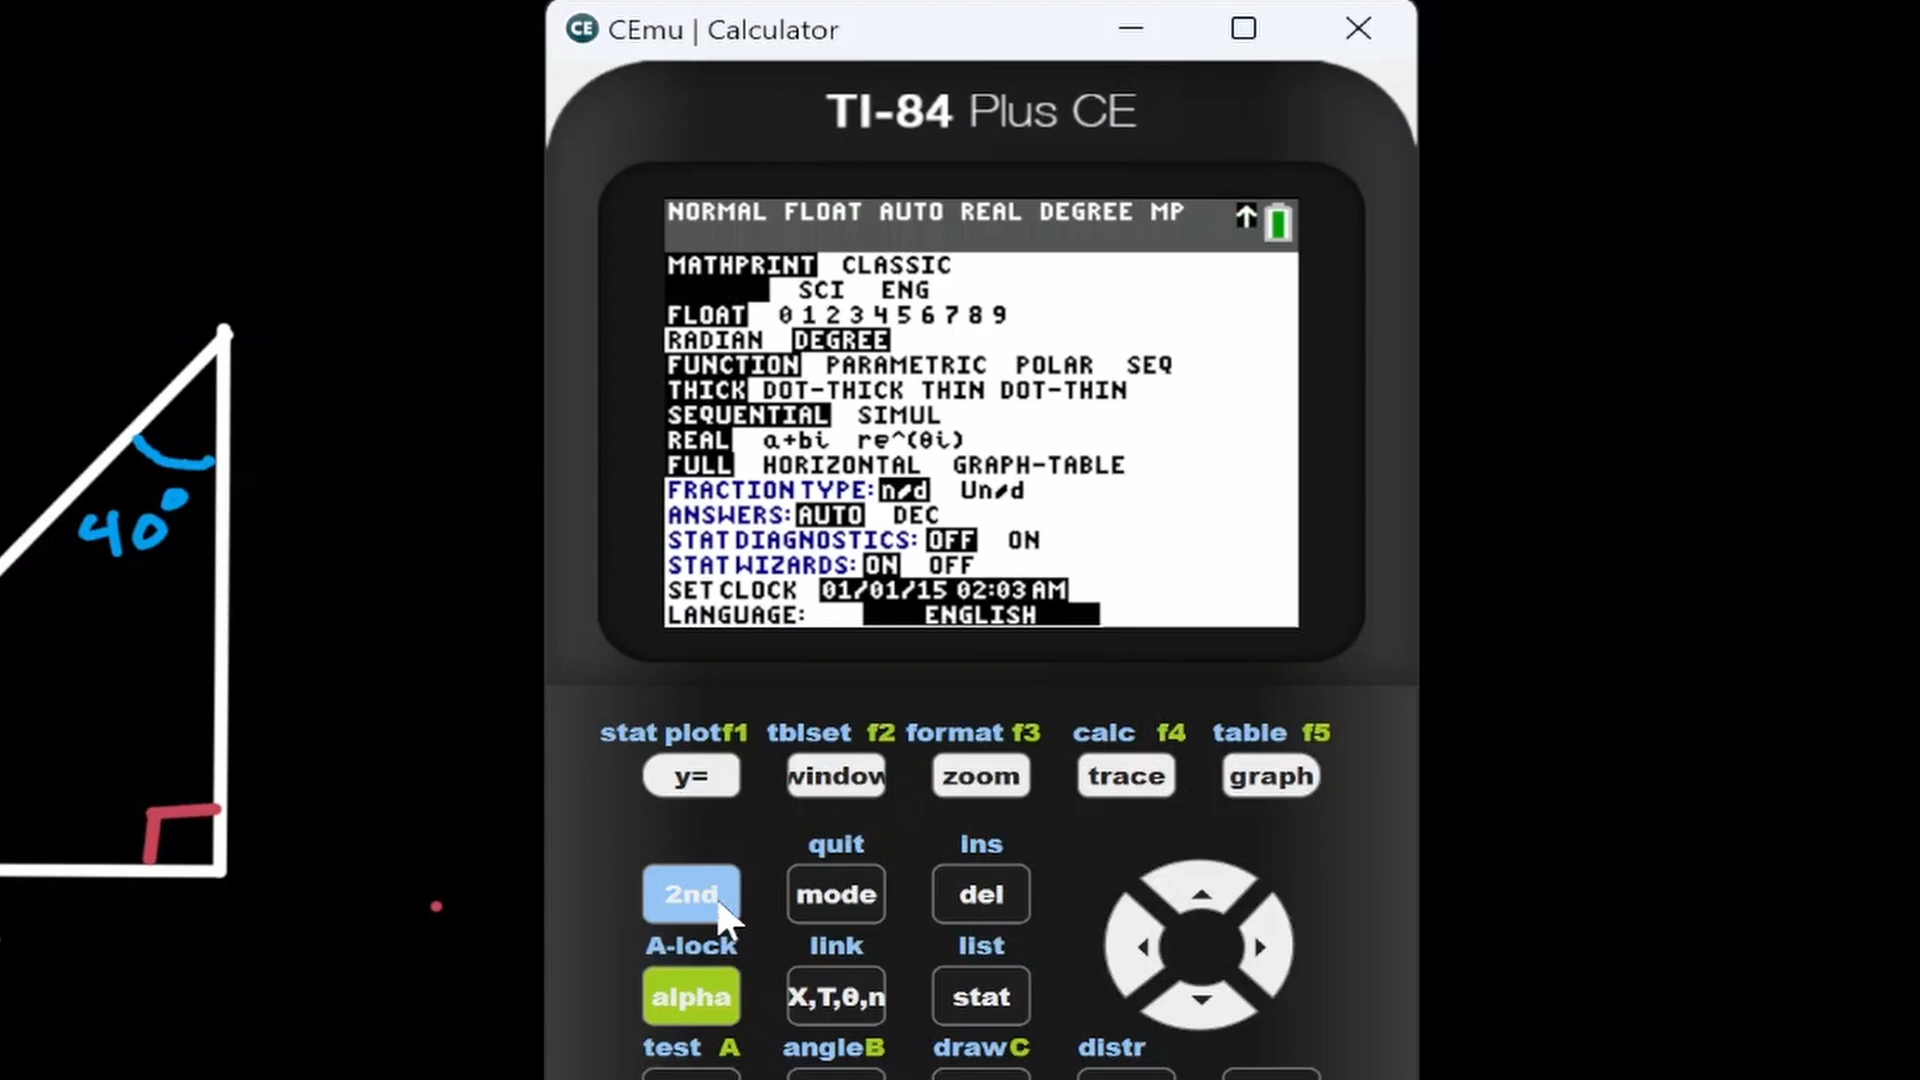 CE CEmu | Calculator
TI-84 Plus CE
NORMAL FLOAT AUTO REAL DEGREE MP
MATHPRINT CLASSIC
SCI ENG
FLOAT 0 1 2 3 4 5 6 7 8 9
RADIAN DEGREE
FUNCTION PARAMETRIC POLAR SEQ
THICK DOT-THICK THIN DOT-THIN
SEQUENTIAL SIMUL
REAL a+bi re^(θi)
FULL HORIZONTAL GRAPH-TABLE
FRACTION TYPE: n/d Un/d
ANSWERS: AUTO DEC
STAT DIAGNOSTICS: OFF ON
STAT WIZARDS: ON OFF
SET CLOCK 01/01/15 02:03 AM
LANGUAGE: ENGLISH
40°
stat plot f1 tblset f2 format f3 calc f4 table f5
y= window zoom trace graph
quit ins
2nd mode del
A-lock link list
alpha X,T,θ,n stat
test A angle B draw C distr